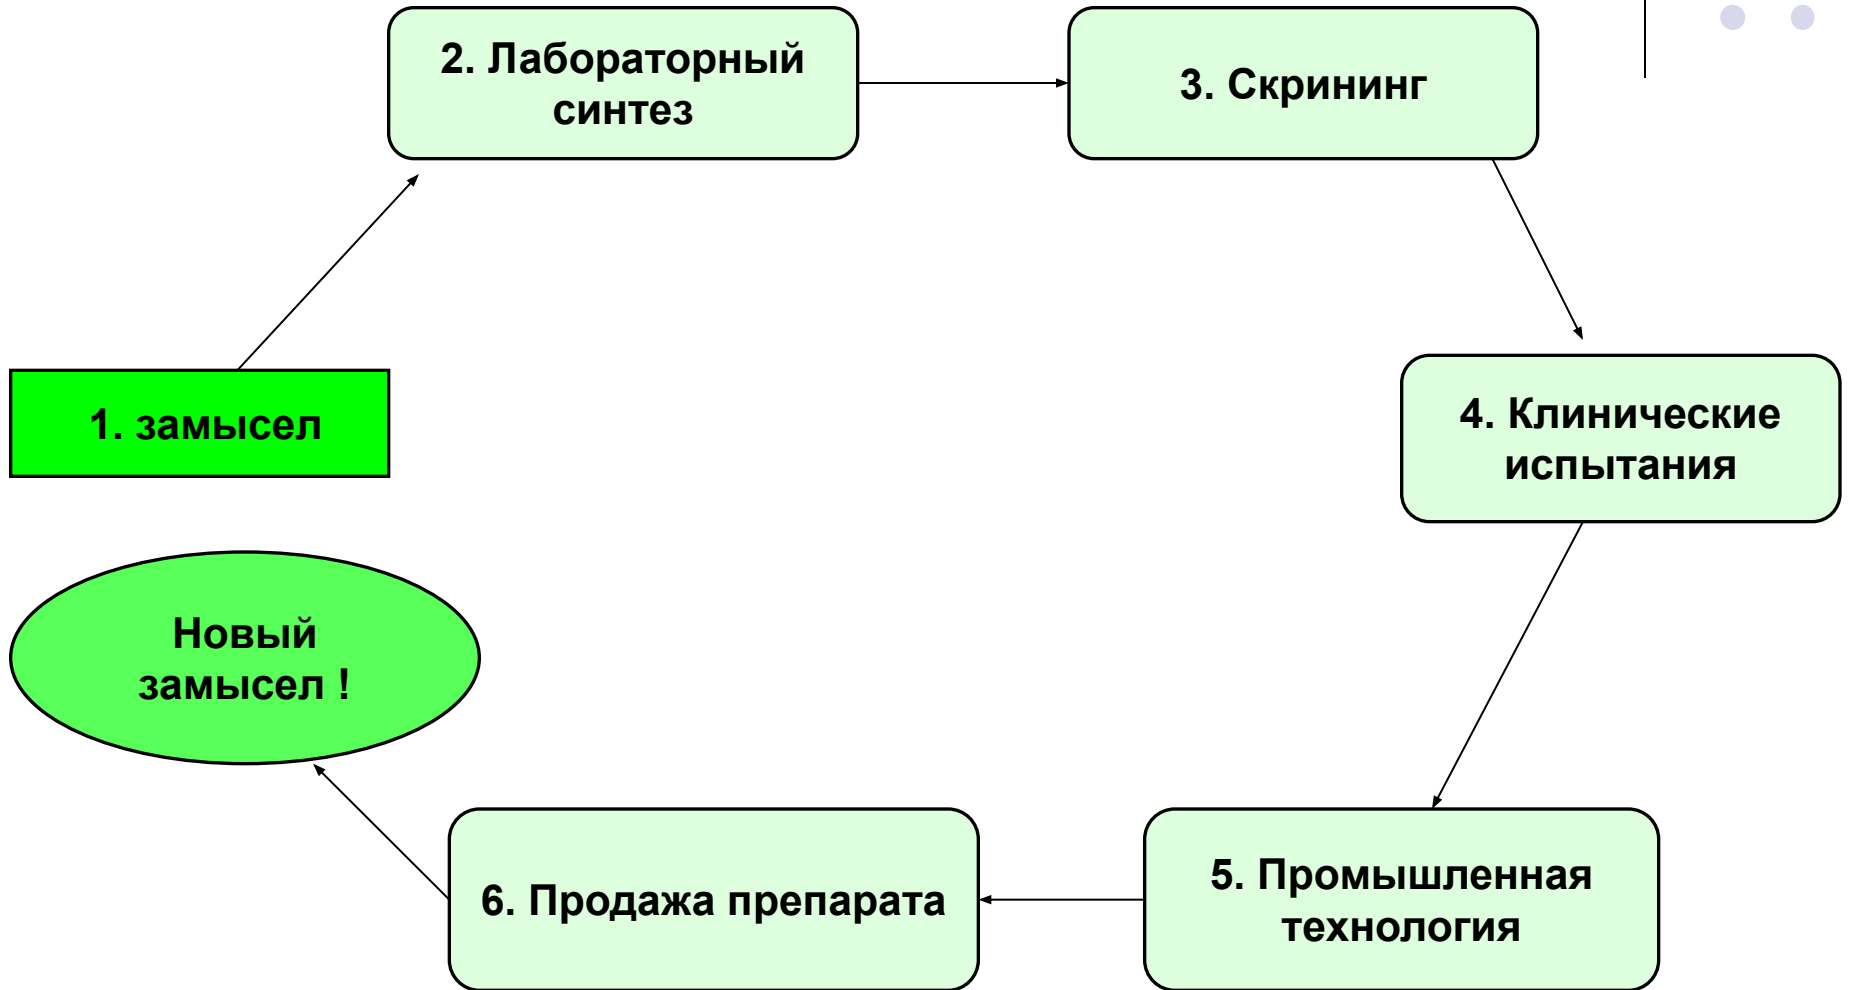 1. замысел
2. Лабораторный
синтез
3. Скрининг
4. Клинические
испытания
5. Промышленная
технология
6. Продажа препарата
Новый
замысел !